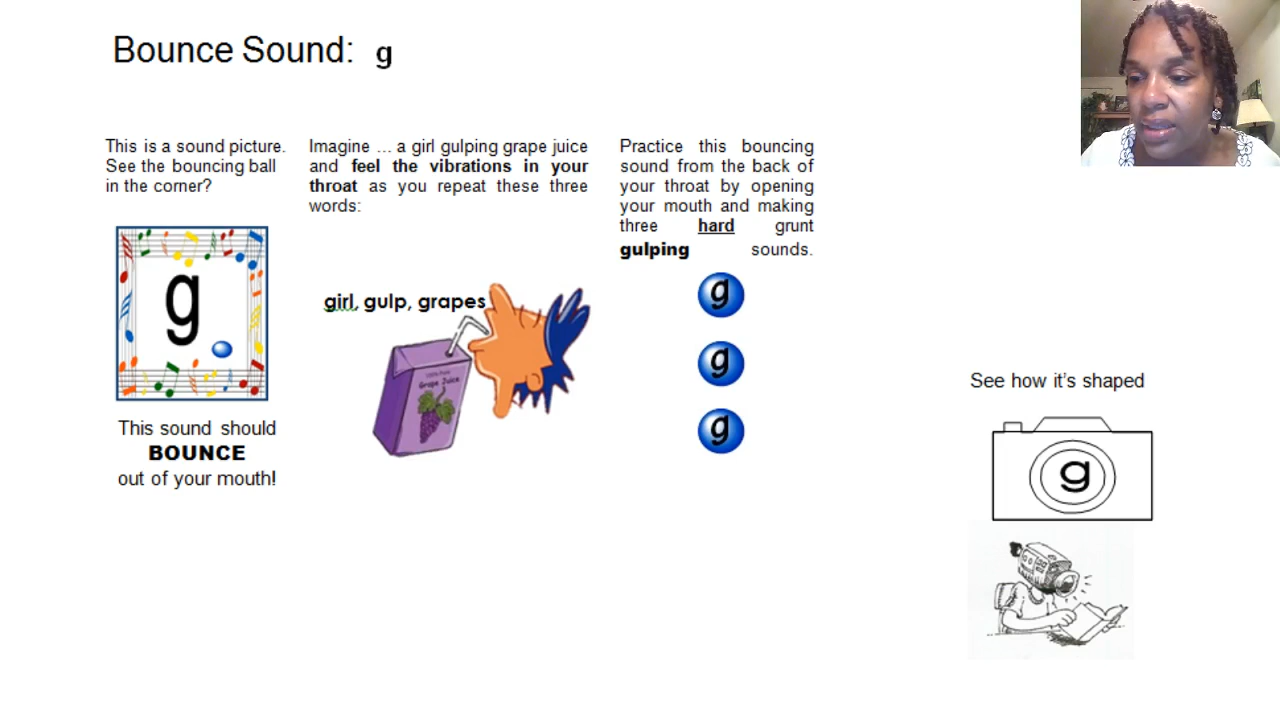 Bounce Sound: g
This is a sound picture.
See the bouncing ball
in the corner?
g
This sound should
BOUNCE
out of your mouth!
Imagine ... a girl gulping grape juice
and feel the vibrations in your
throat as you repeat these three
words:
girl, gulp, grapes
Grape Juice
Practice this bouncing
sound from the back of
your throat by opening
your mouth and making
three hard grunt
gulping sounds.
g
g
g
See how it's shaped
g